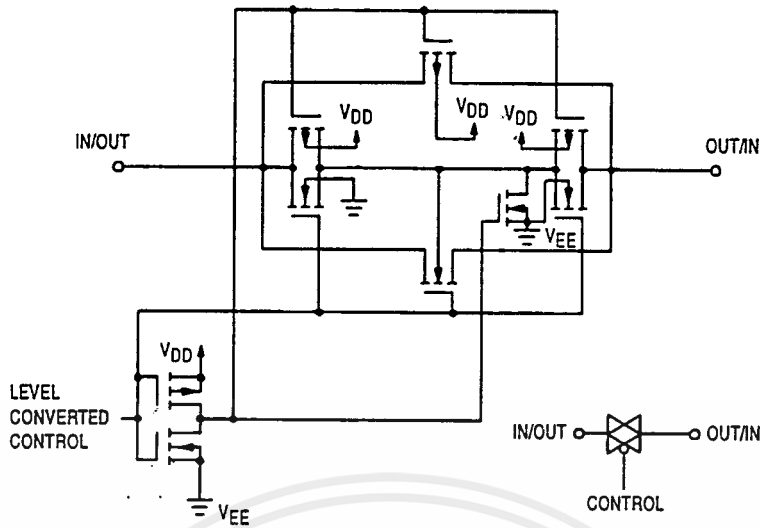 VDD
VDD
VDD
IN/OUT
OUT/IN
VEE
VDD
LEVEL
CONVERTED
CONTROL
VEE
IN/OUT
OUT/IN
CONTROL